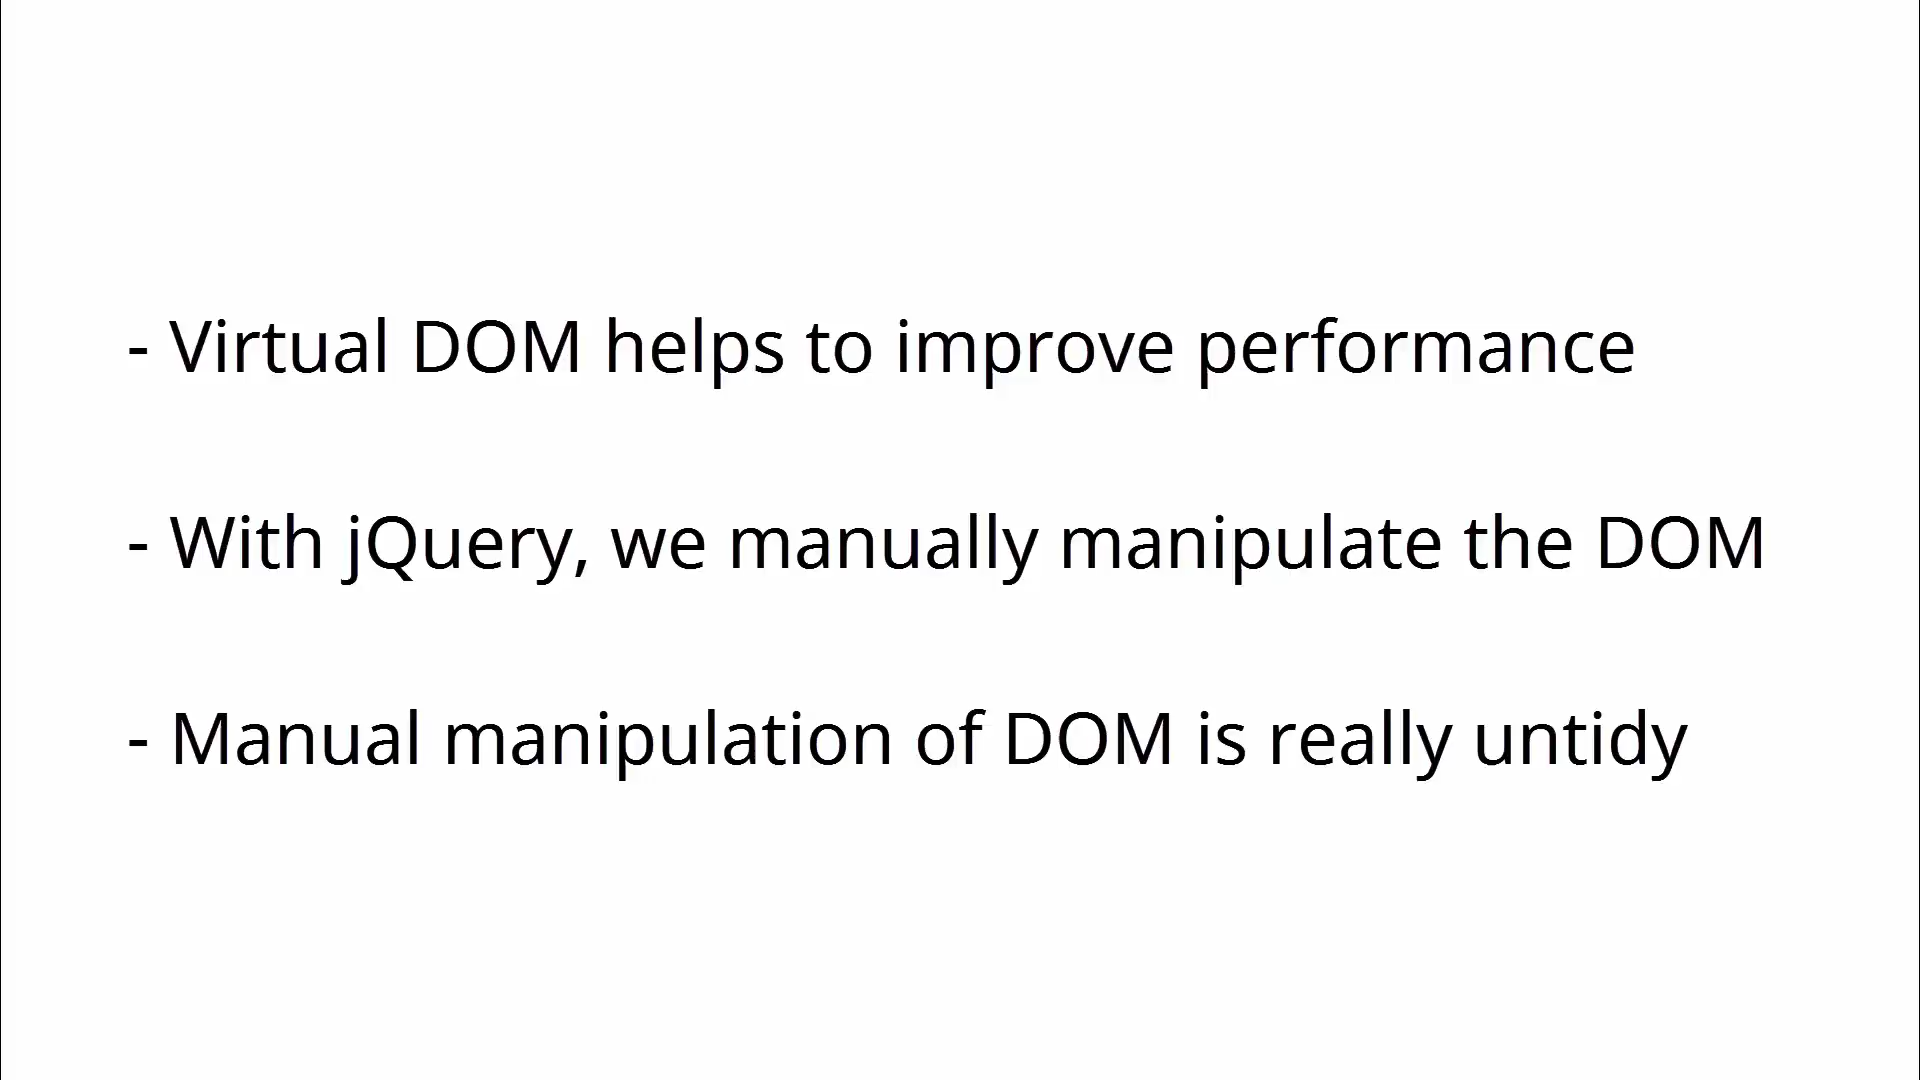 - Virtual DOM helps to improve performance
- With jQuery, we manually manipulate the DOM
- Manual manipulation of DOM is really untidy